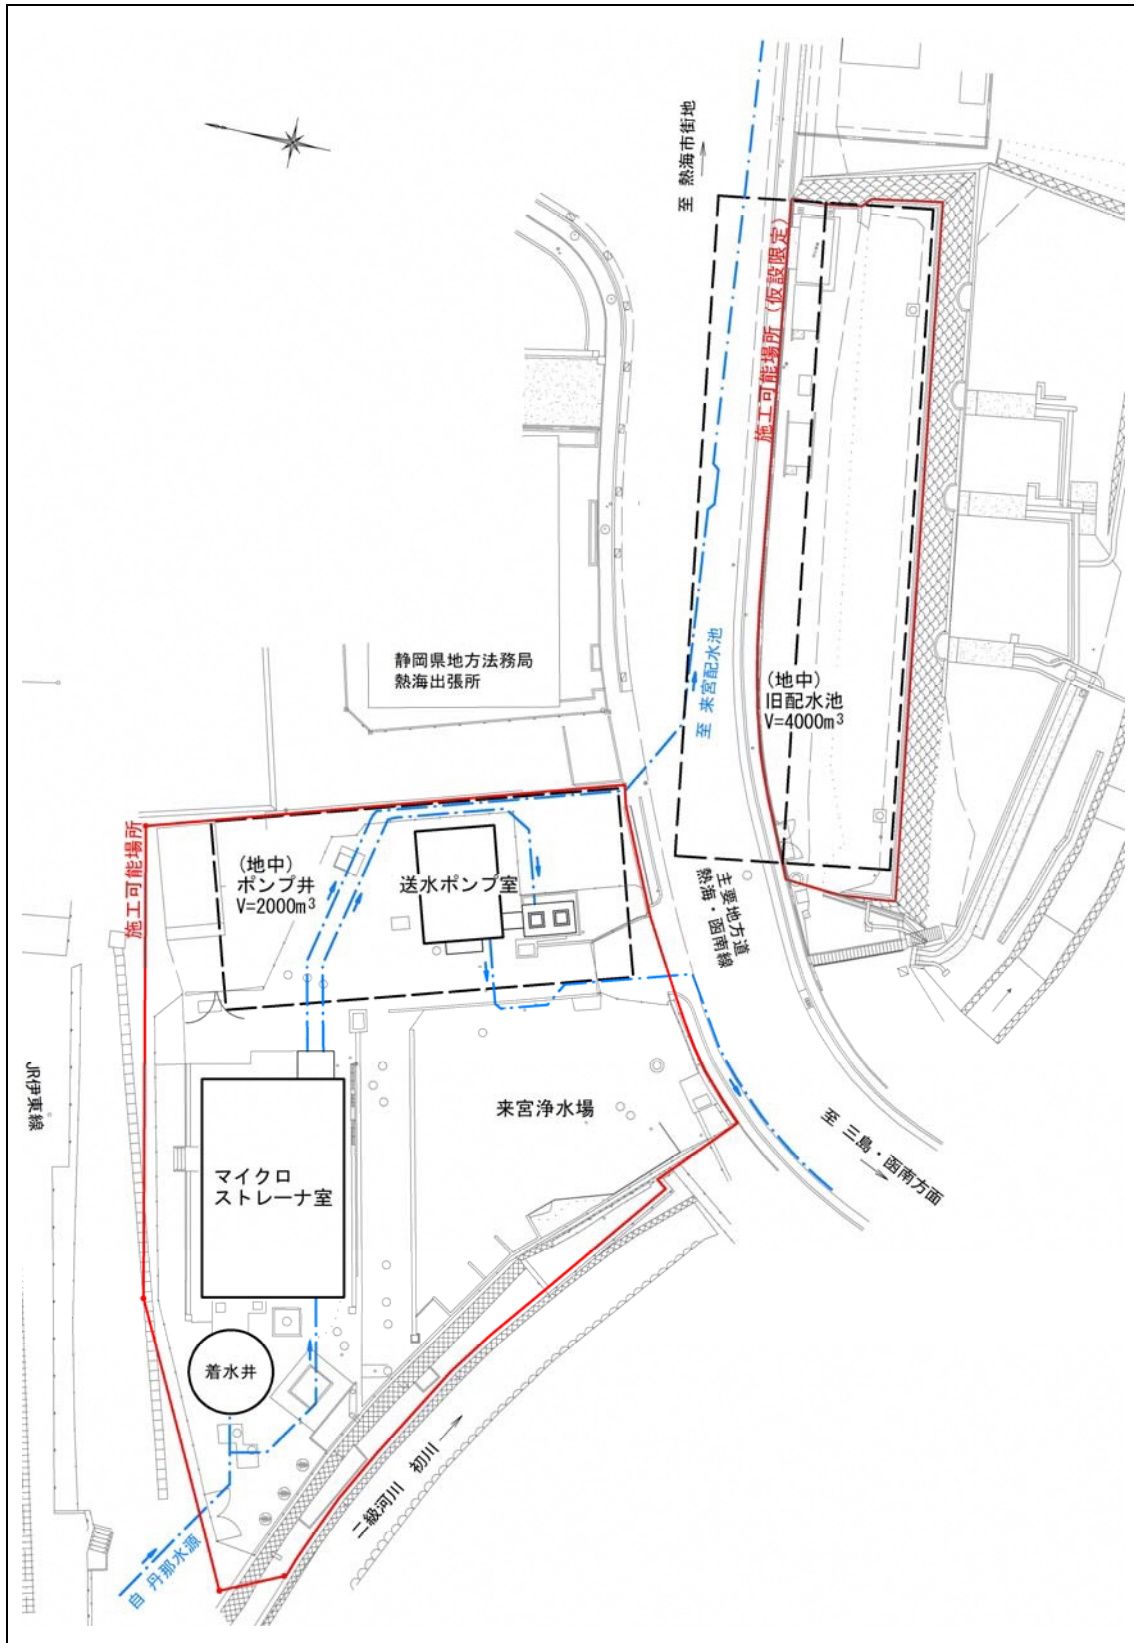 至 熱海市街地
施工可能場所（仮設限定）
静岡県地方法務局
熱海出張所
至 来宮配水池
(地中)
旧配水池
V=4000m³
施工可能場所
(地中)
ポンプ井
V=2000m³
送水ポンプ室
主要地方道
熱海・函南線
JR伊東線
来宮浄水場
至 三島・函南方面
マイクロ
ストレーナ室
着水井
二級河川 初川
自 丹那水源